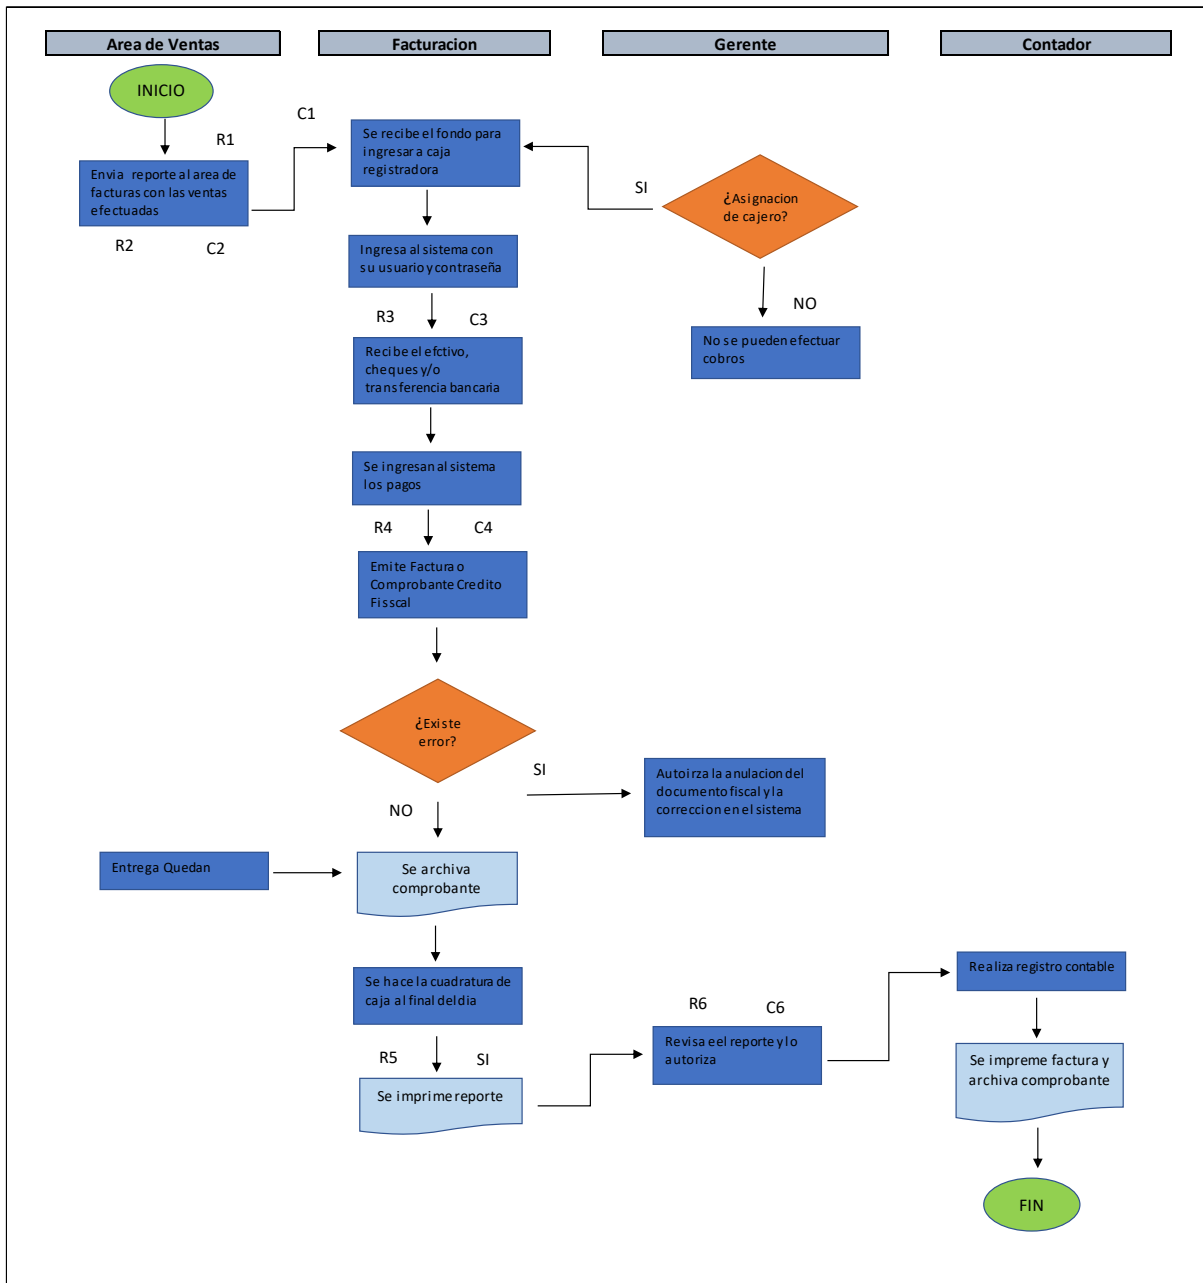 Area de Ventas
Facturacion
Gerente
Contador
INICIO
R1
C1
Envia reporte al area de
facturas con las ventas
efectuadas
R2
C2
Se recibe el fondo para
ingresar a caja
registradora
SI
¿Asignacion
de cajero?
Ingresa al sistema con
su usuario y contraseña
NO
R3
C3
No se pueden efectuar
cobros
Recibe el efctivo,
cheques y/o
transferencia bancaria
Se ingresan al sistema
los pagos
R4
C4
Emite Factura o
Comprobante Credito
Fisscal
¿Existe
error?
SI
Autoirza la anulacion del
documento fiscal y la
correccion en el sistema
NO
Entrega Quedan
Se archiva
comprobante
Se hace la cuadratura de
caja al final del dia
R5
SI
Se imprime reporte
R6
C6
Revisa eel reporte y lo
autoriza
Realiza registro contable
Se impreme factura y
archiva comprobante
FIN